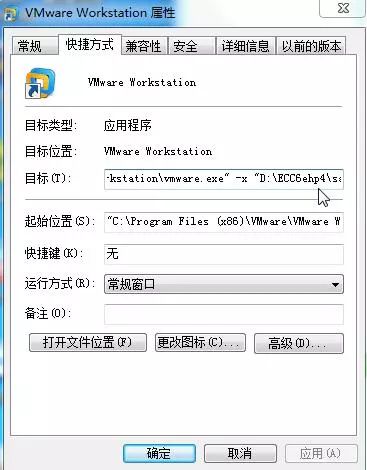 VMware Workstation 属性
常规 快捷方式 兼容性 安全 详细信息 以前的版本
VMware Workstation
目标类型: 应用程序
目标位置: VMware Workstation
目标(T): kstation\vmware.exe" -x "D:\ECC6ehp4\s
起始位置(S): "C:\Program Files (x86)\VMware\VMware W
快捷键(K): 无
运行方式(R): 常规窗口
备注(O):
打开文件位置(F) 更改图标(C)... 高级(D)...
确定 取消 应用(A)